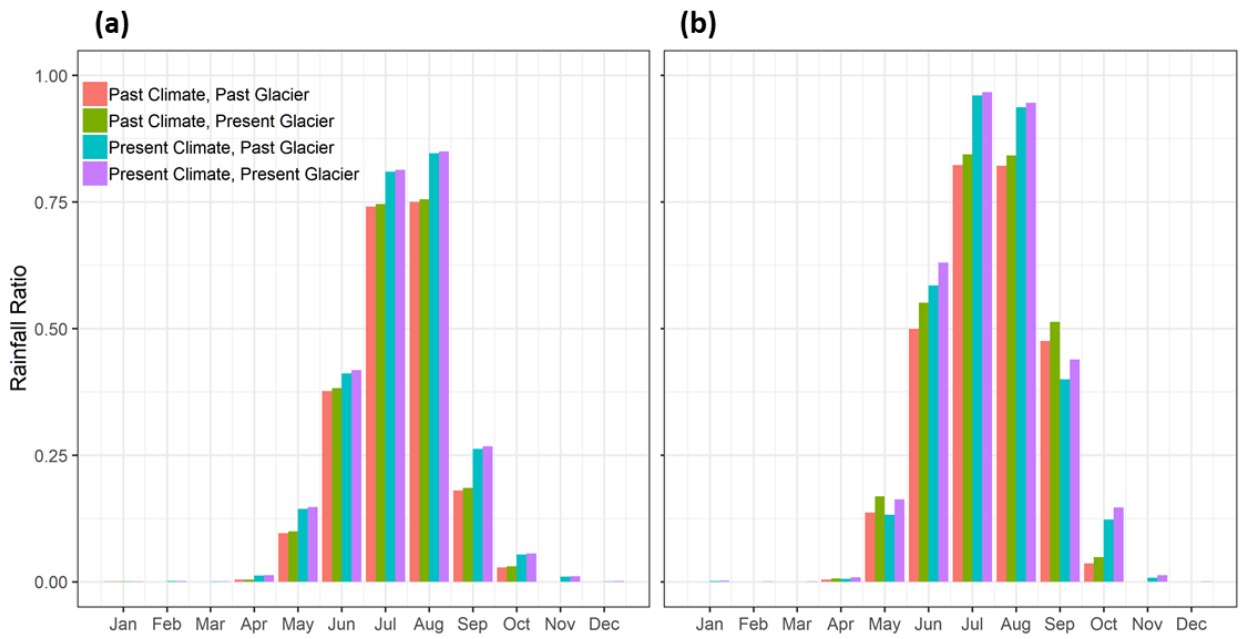 (a)
(b)
1.00
0.75
0.50
0.25
0.00
Rainfall Ratio
Past Climate, Past Glacier
Past Climate, Present Glacier
Present Climate, Past Glacier
Present Climate, Present Glacier
Jan Feb Mar Apr May Jun Jul Aug Sep Oct Nov Dec
Jan Feb Mar Apr May Jun Jul Aug Sep Oct Nov Dec